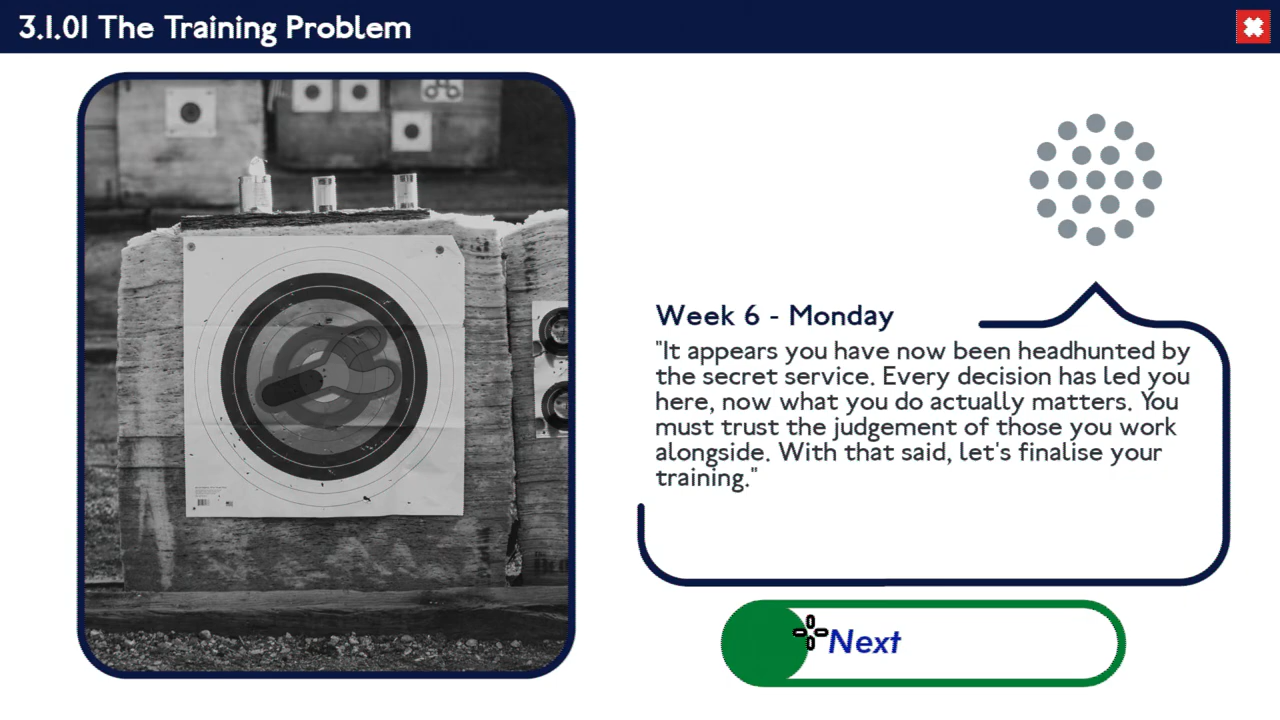 3.1.01 The Training Problem
Week 6 - Monday
"It appears you have now been headhunted by
the secret service. Every decision has led you
here, now what you do actually matters. You
must trust the judgement of those you work
alongside. With that said, let's finalise your
training."
Next